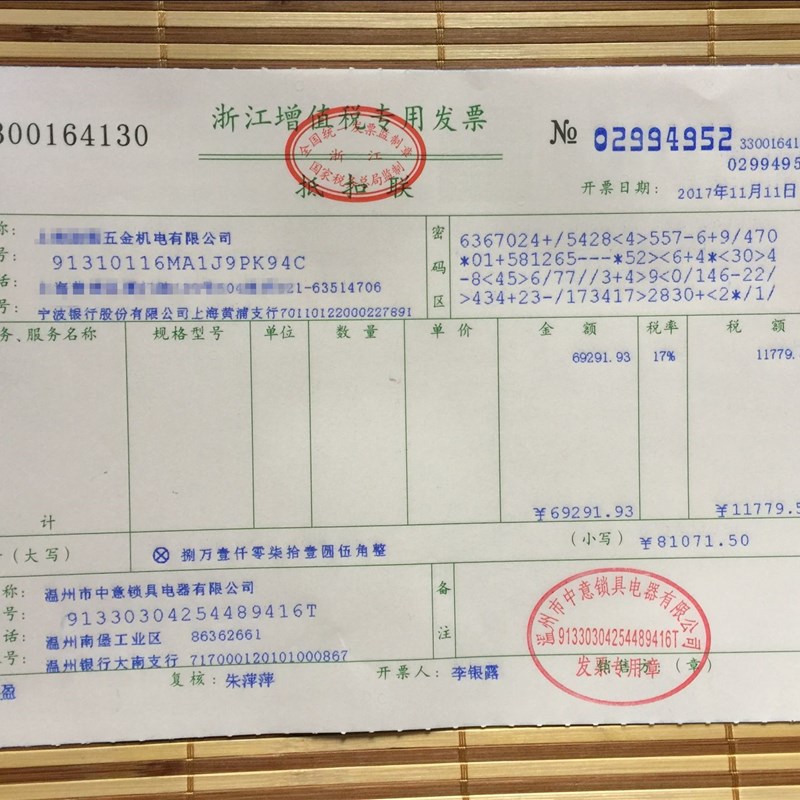 浙江增值税专用发票
300164130
№ 02994952 3300164
0299495
全国统一发票监制章
浙江
国家税务总局监制
抵扣联
开票日期: 2017年11月11日
称: 五金机电有限公司
号: 91310116MA1J9PK94C
话: 21-63514706
号: 宁波银行股份有限公司上海黄浦支行70110122000227891
密码区
6367024+/5428<4>557-6+9/470
*01+581265---*52><6+4*<30>4
-8<45>6/77//3+4>9<0/146-22/
>434+23-/173417>2830+<2*/1/
务、服务名称 规格型号 单位 数量 单价 金额 税率 税额
69291.93 17% 11779.
计 ¥69291.93 ¥11779.5
(大写) ⊗ 捌万壹仟零柒拾壹圆伍角整 (小写) ¥81071.50
称: 温州市中意锁具电器有限公司
号: 91330304254489416T
话: 温州南堡工业区 86362661
号: 温州银行大南支行 717000120101000867
备注
温州市中意锁具电器有限公司
91330304254489416T
发票专用章
盈 复核: 朱萍萍 开票人: 李银露 (章)